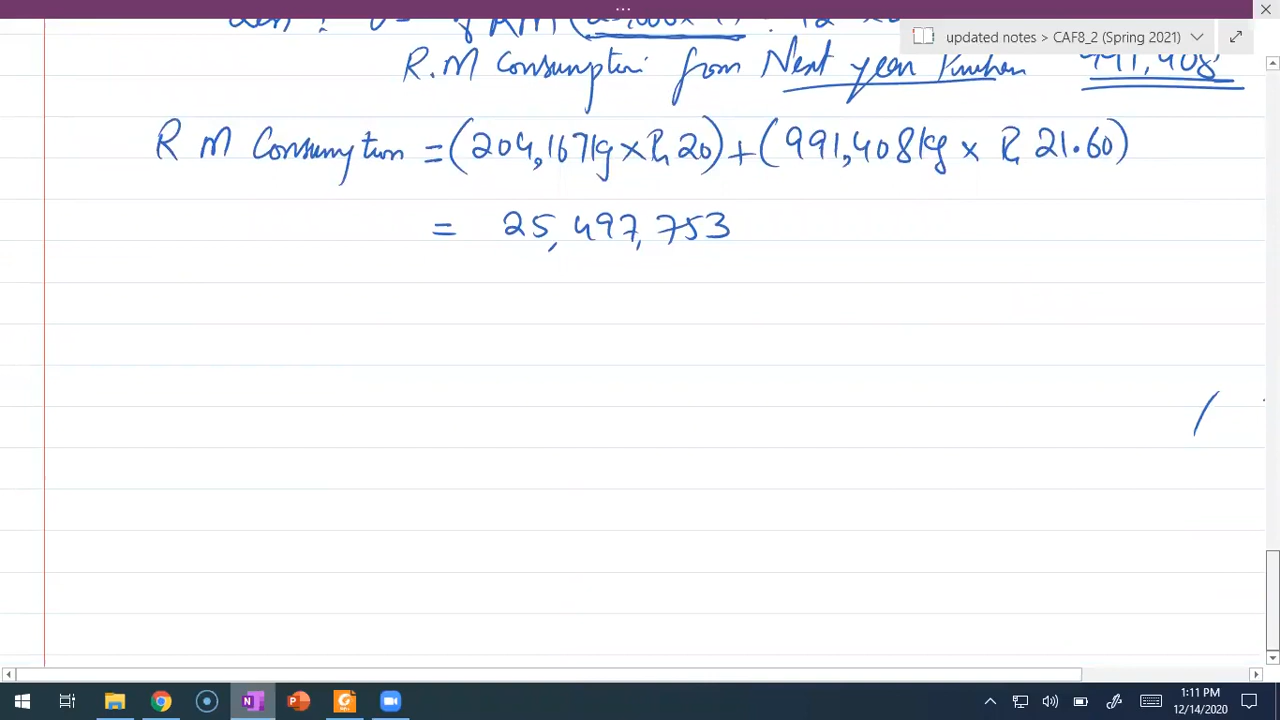 updated notes > CAF8_2 (Spring 2021)
R.M Consumption from Next year Purchase 991,408
R M Consumption = (204,167kg x Rs 20) + (991,408kg x Rs 21.60)
= 25,497,753
(
1:11 PM
12/14/2020